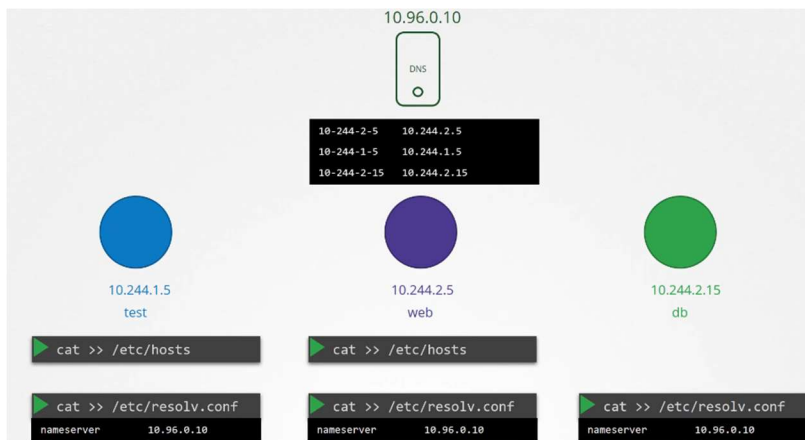 10.96.0.10
DNS
10-244-2-5 10.244.2.5
10-244-1-5 10.244.1.5
10-244-2-15 10.244.2.15
10.244.1.5
test
10.244.2.5
web
10.244.2.15
db
cat >> /etc/hosts
cat >> /etc/hosts
cat >> /etc/resolv.conf
nameserver 10.96.0.10
cat >> /etc/resolv.conf
nameserver 10.96.0.10
cat >> /etc/resolv.conf
nameserver 10.96.0.10